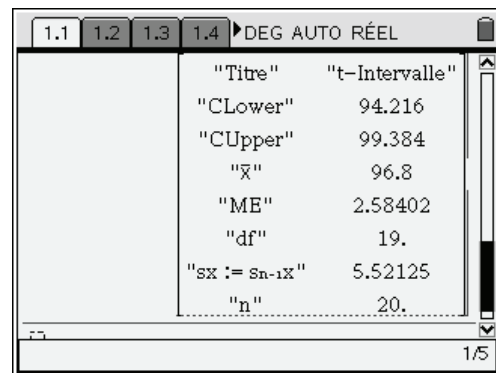 1.1 1.2 1.3 1.4 DEG AUTO RÉEL
"Titre" "t-Intervalle"
"CLower" 94.216
"CUpper" 99.384
"x̄" 96.8
"ME" 2.58402
"df" 19.
"sx := sn-1x" 5.52125
"n" 20.
1/5